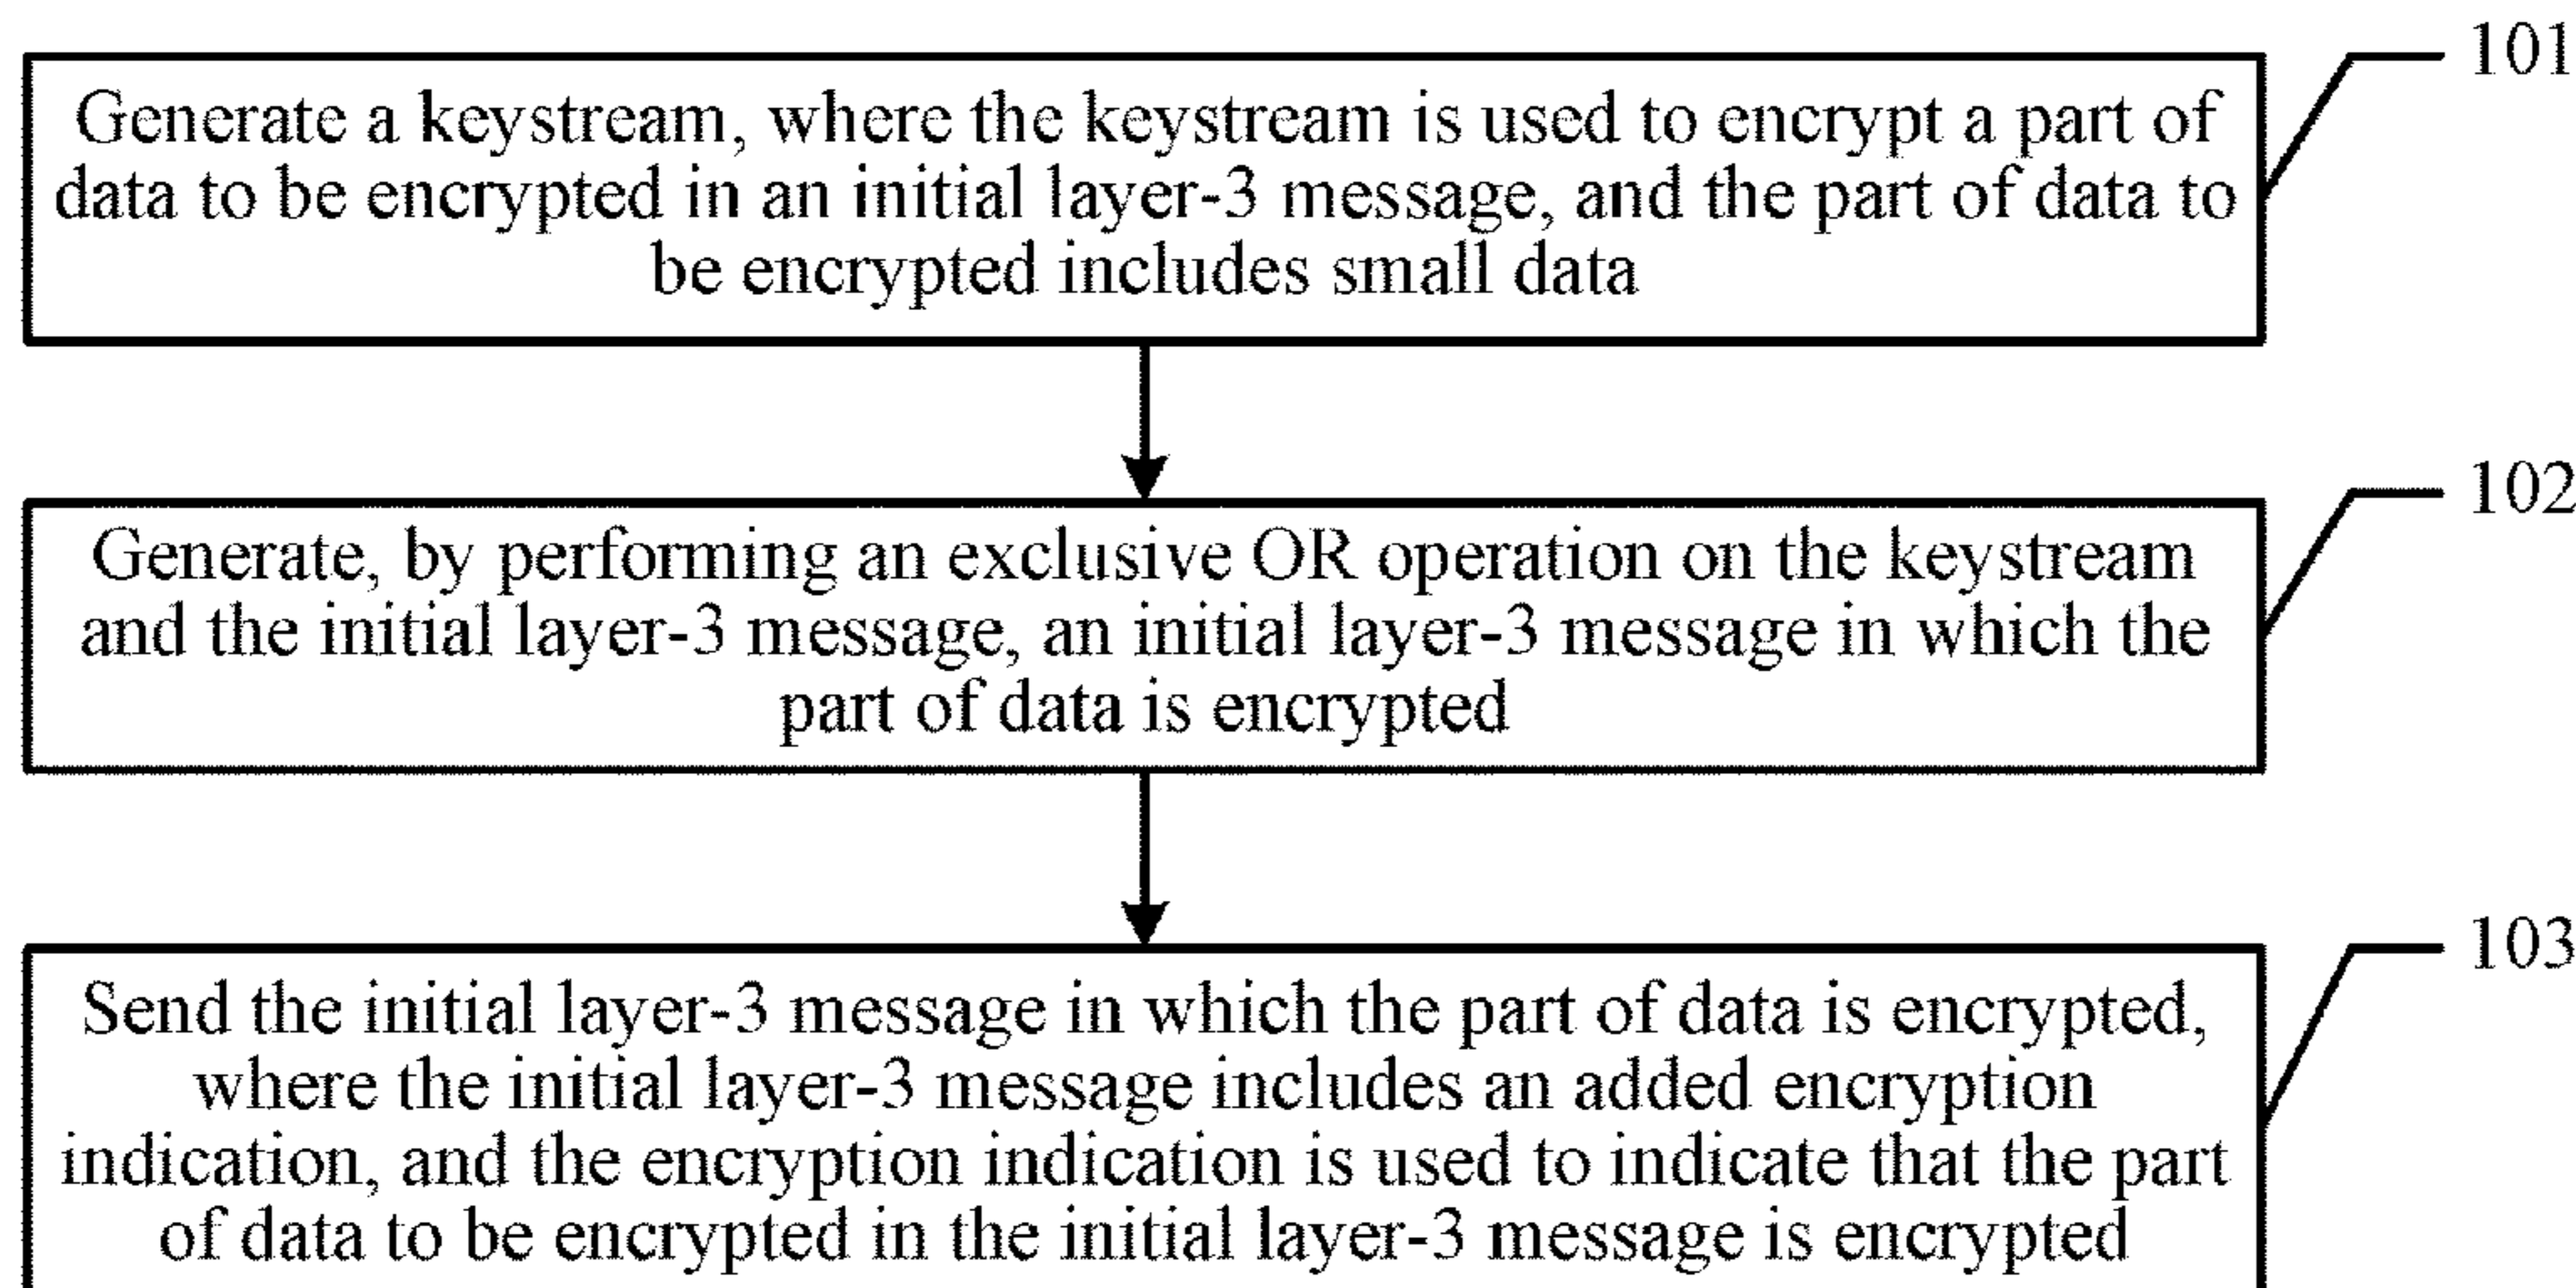 101
Generate a keystream, where the keystream is used to encrypt a part of
data to be encrypted in an initial layer-3 message, and the part of data to
be encrypted includes small data
102
Generate, by performing an exclusive OR operation on the keystream
and the initial layer-3 message, an initial layer-3 message in which the
part of data is encrypted
103
Send the initial layer-3 message in which the part of data is encrypted,
where the initial layer-3 message includes an added encryption
indication, and the encryption indication is used to indicate that the part
of data to be encrypted in the initial layer-3 message is encrypted